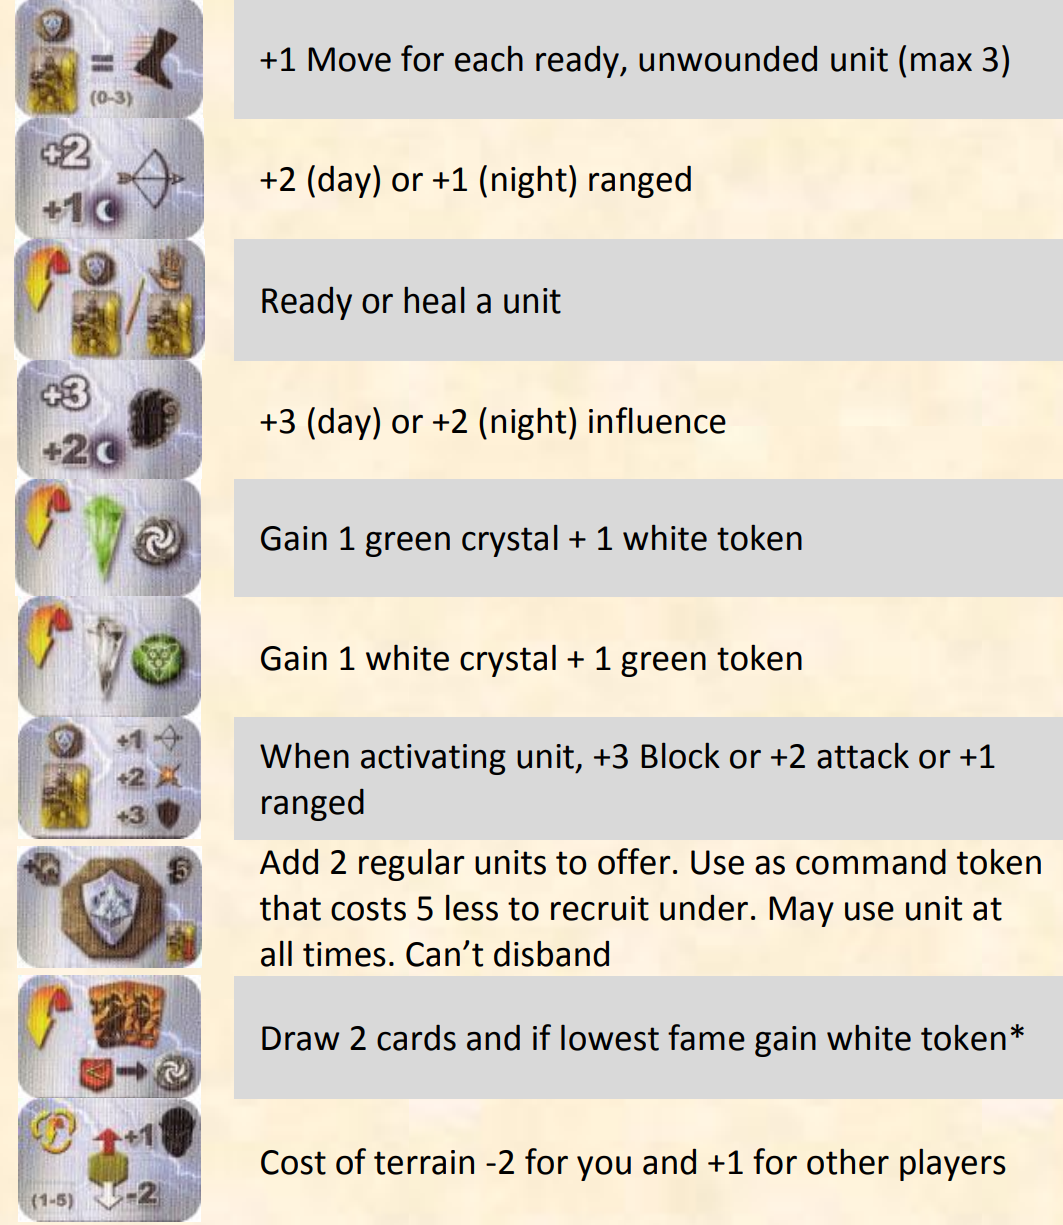 = (0-3)
+1 Move for each ready, unwounded unit (max 3)
+2
+1
+2 (day) or +1 (night) ranged
Ready or heal a unit
+3
+2
+3 (day) or +2 (night) influence
Gain 1 green crystal + 1 white token
Gain 1 white crystal + 1 green token
+1
+2
+3
When activating unit, +3 Block or +2 attack or +1
ranged
5
Add 2 regular units to offer. Use as command token
that costs 5 less to recruit under. May use unit at
all times. Can’t disband
<
Draw 2 cards and if lowest fame gain white token*
+1
(1-5) -2
Cost of terrain -2 for you and +1 for other players